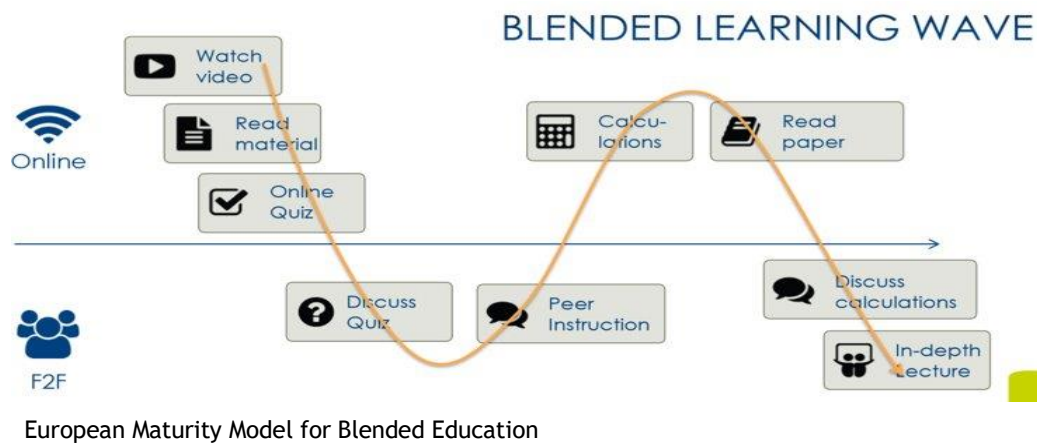 BLENDED LEARNING WAVE
Watch
video
Read
material
Online
Quiz
Online
Calcu-
lations
Read
paper
Discuss
Quiz
Peer
Instruction
Discuss
calculations
In-depth
Lecture
F2F
European Maturity Model for Blended Education